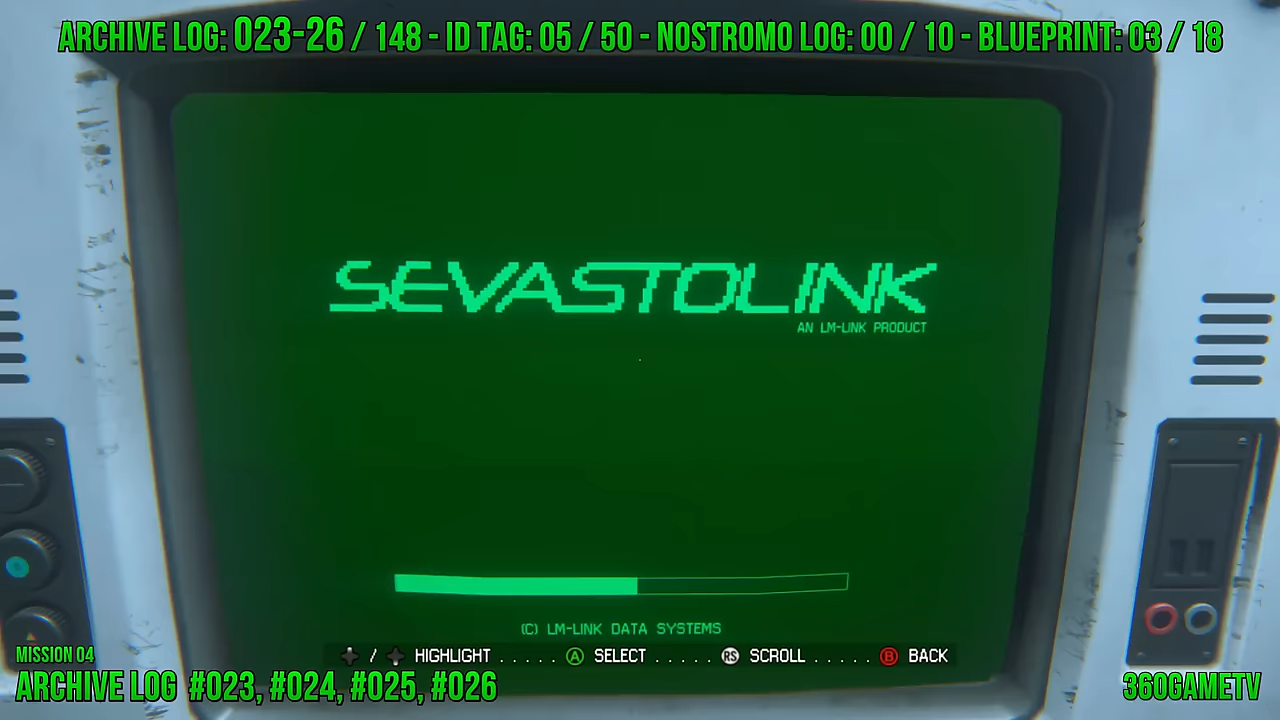 ARCHIVE LOG: 023-26 / 148 - ID TAG: 05 / 50 - NOSTROMO LOG: 00 / 10 - BLUEPRINT: 03 / 18
SEVASTOLINK
AN LM-LINK PRODUCT
(C) LM-LINK DATA SYSTEMS
/ HIGHLIGHT ..... A SELECT ..... RS SCROLL ..... B BACK
MISSION 04
ARCHIVE LOG #023, #024, #025, #026
360GAMETV